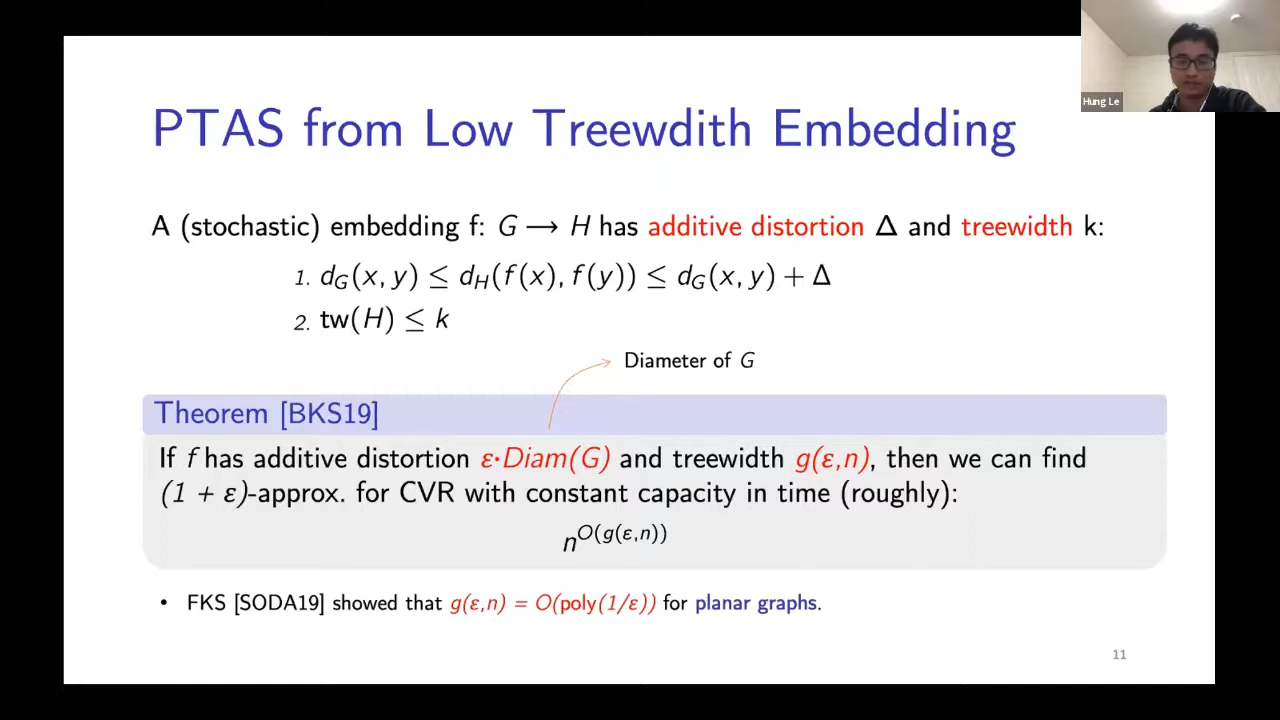 Hung Le
PTAS from Low Treewdith Embedding
A (stochastic) embedding f: G → H has additive distortion Δ and treewidth k:
1. d_G(x, y) ≤ d_H(f(x), f(y)) ≤ d_G(x, y) + Δ
2. tw(H) ≤ k
Diameter of G
Theorem [BKS19]
If f has additive distortion ε·Diam(G) and treewidth g(ε,n), then we can find
(1 + ε)-approx. for CVR with constant capacity in time (roughly):
n^{O(g(ε,n))}
• FKS [SODA19] showed that g(ε,n) = O(poly(1/ε)) for planar graphs.
11